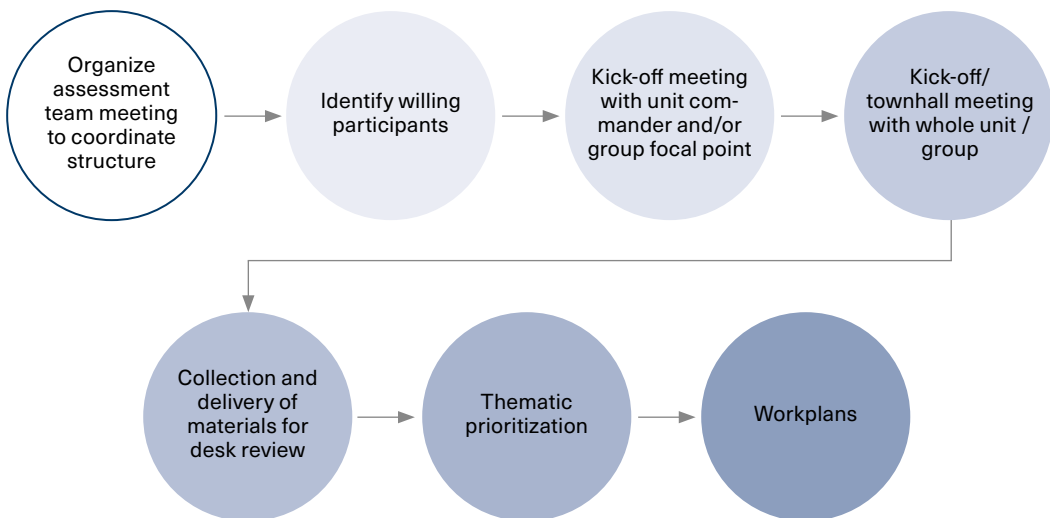 Organize
assessment
team meeting
to coordinate
structure
Identify willing
participants
Kick-off meeting
with unit com-
mander and/or
group focal point
Kick-off/
townhall meeting
with whole unit /
group
Collection and
delivery of
materials for
desk review
Thematic
prioritization
Workplans